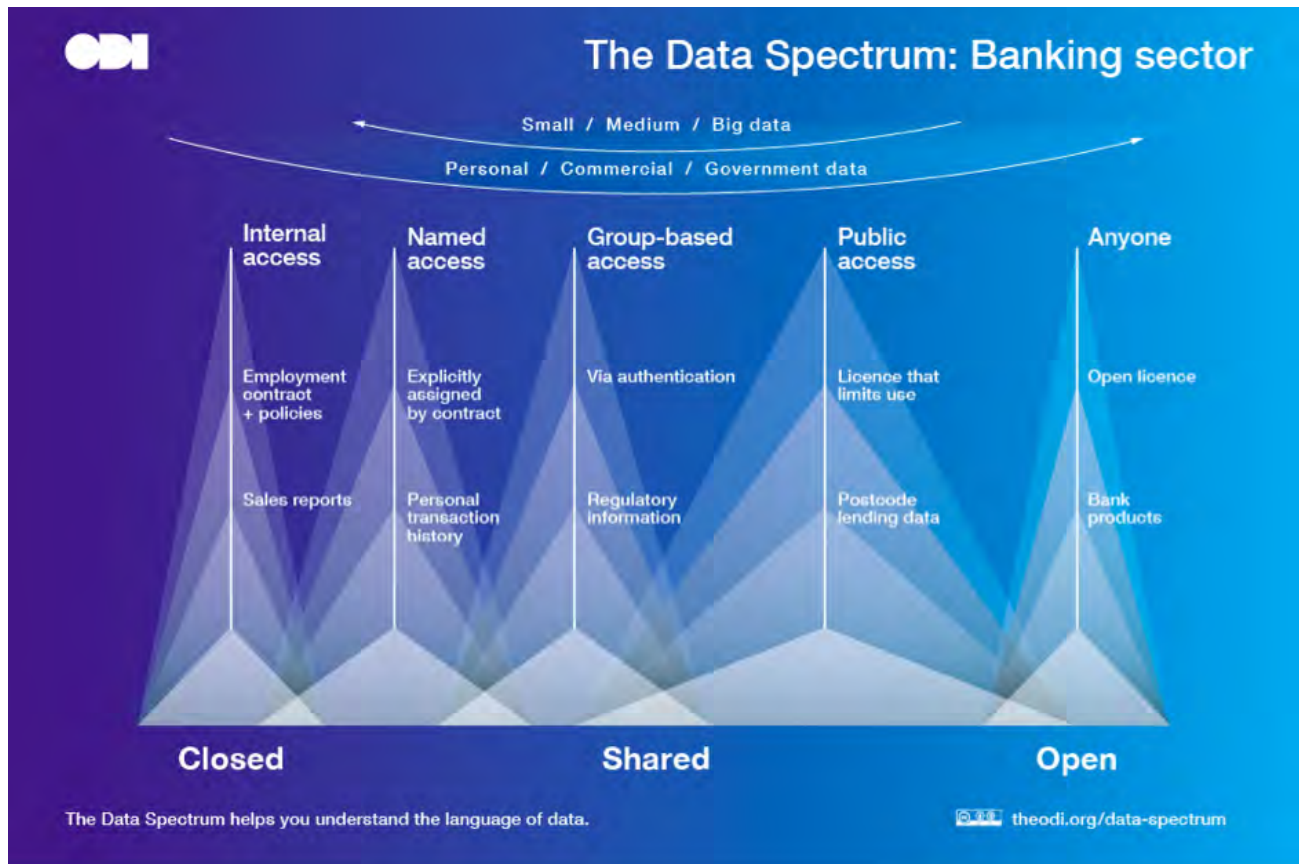 ODI
The Data Spectrum: Banking sector
Small / Medium / Big data
Personal / Commercial / Government data
Internal
access
Named
access
Group-based
access
Public
access
Anyone
Employment
contract
+ policies
Explicitly
assigned
by contract
Via authentication
Licence that
limits use
Open licence
Sales reports
Personal
transaction
history
Regulatory
information
Postcode
lending data
Bank
products
Closed
Shared
Open
The Data Spectrum helps you understand the language of data.
theodi.org/data-spectrum